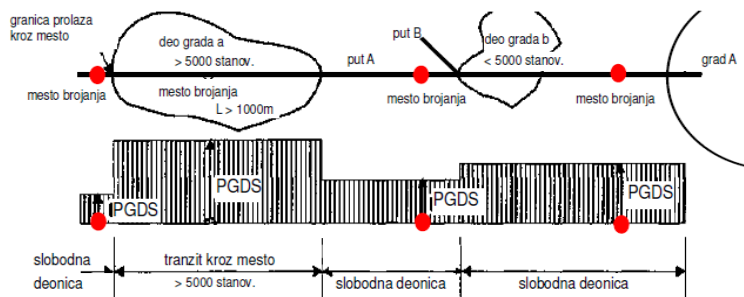 granica prolaza
kroz mesto
deo grada a
> 5000 stanov.
put A
put B
deo grada b
< 5000 stanov.
grad A
mesto brojanja
mesto brojanja
L > 1000m
mesto brojanja
mesto brojanja
PGDS
PGDS
PGDS
PGDS
slobodna
deonica
tranzit kroz mesto
> 5000 stanov.
slobodna deonica
slobodna deonica